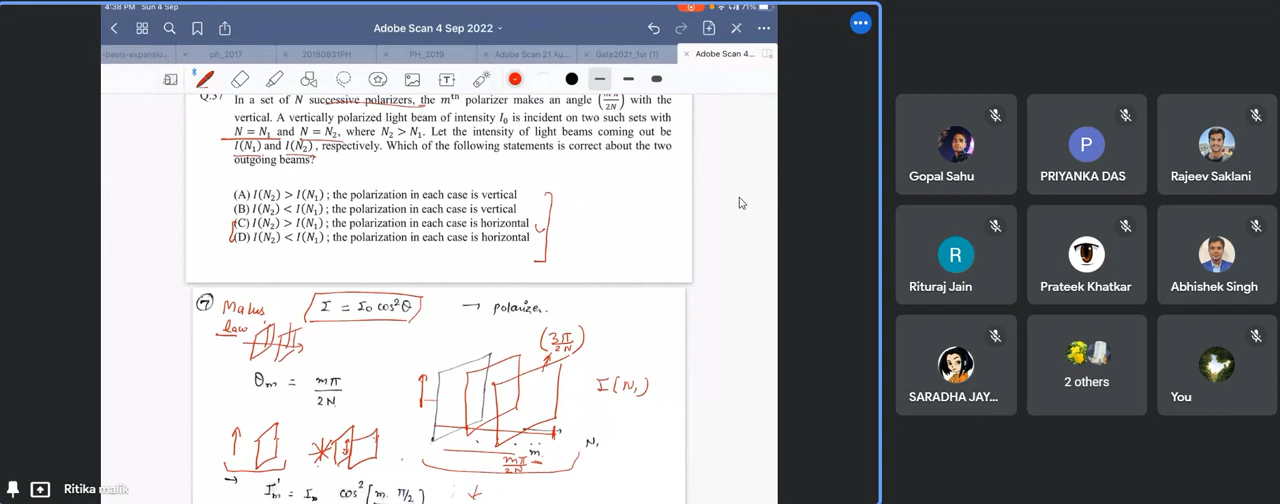 4:38 PM Sun 4 Sep
71%
Adobe Scan 4 Sep 2022
-basis-expansio...
ph_2017
20180831PH
PH_2019
Adobe Scan 21 Au...
Gate2021_1st (1)
Adobe Scan 4...
Q.37 In a set of N successive polarizers, the mth polarizer makes an angle (mπ/2N) with the
vertical. A vertically polarized light beam of intensity I₀ is incident on two such sets with
N = N₁ and N = N₂, where N₂ > N₁. Let the intensity of light beams coming out be
I(N₁) and I(N₂), respectively. Which of the following statements is correct about the two
outgoing beams?
(A) I(N₂) > I(N₁) ; the polarization in each case is vertical
(B) I(N₂) < I(N₁) ; the polarization in each case is vertical
(C) I(N₂) > I(N₁) ; the polarization in each case is horizontal
(D) I(N₂) < I(N₁) ; the polarization in each case is horizontal
⑦ Malus law I = I₀ cos²θ → polarizer.
(3π/2N)
θm = mπ/2N
I(N₁)
N₁
m
mπ/2N
cos² [m. π/2)
Gopal Sahu
PRIYANKA DAS
Rajeev Saklani
Rituraj Jain
Prateek Khatkar
Abhishek Singh
SARADHA JAY...
2 others
You
Ritika malik